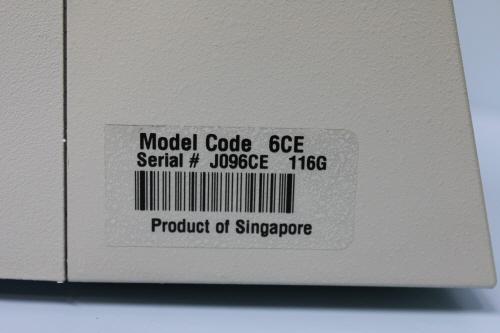 Model Code 6CE
Serial # J096CE 116G
Product of Singapore